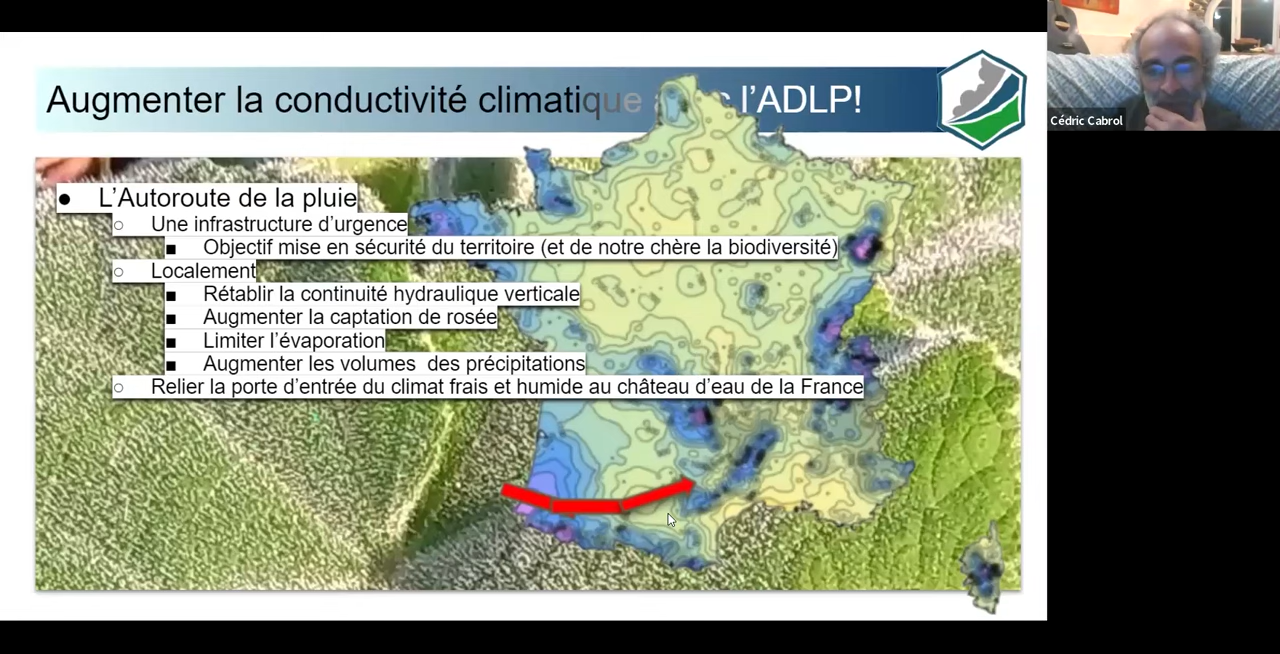 Augmenter la conductivité climatique l'ADLP!
Cédric Cabrol
● L'Autoroute de la pluie
○ Une infrastructure d'urgence
■ Objectif mise en sécurité du territoire (et de notre chère la biodiversité)
○ Localement
■ Rétablir la continuité hydraulique verticale
■ Augmenter la captation de rosée
■ Limiter l'évaporation
■ Augmenter les volumes des précipitations
○ Relier la porte d'entrée du climat frais et humide au château d'eau de la France